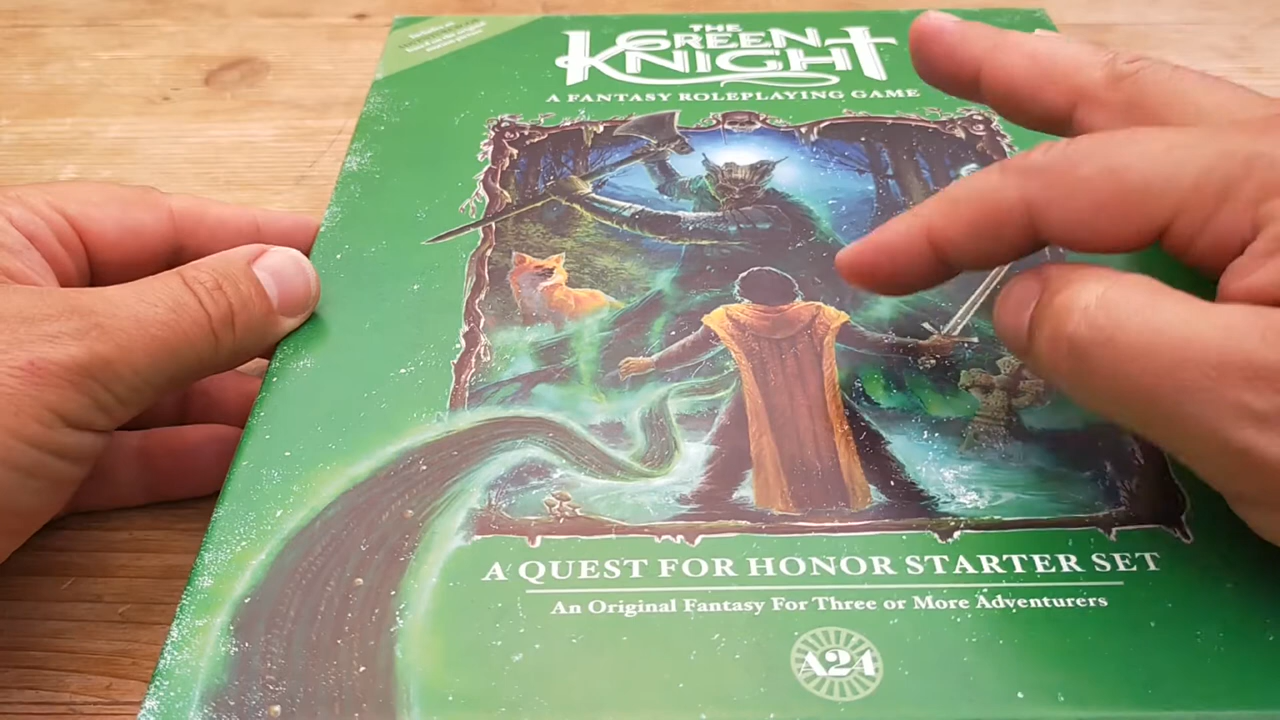 THE
GREEN
KNIGHT
A FANTASY ROLEPLAYING GAME
A QUEST FOR HONOR STARTER SET
An Original Fantasy For Three or More Adventurers
A24